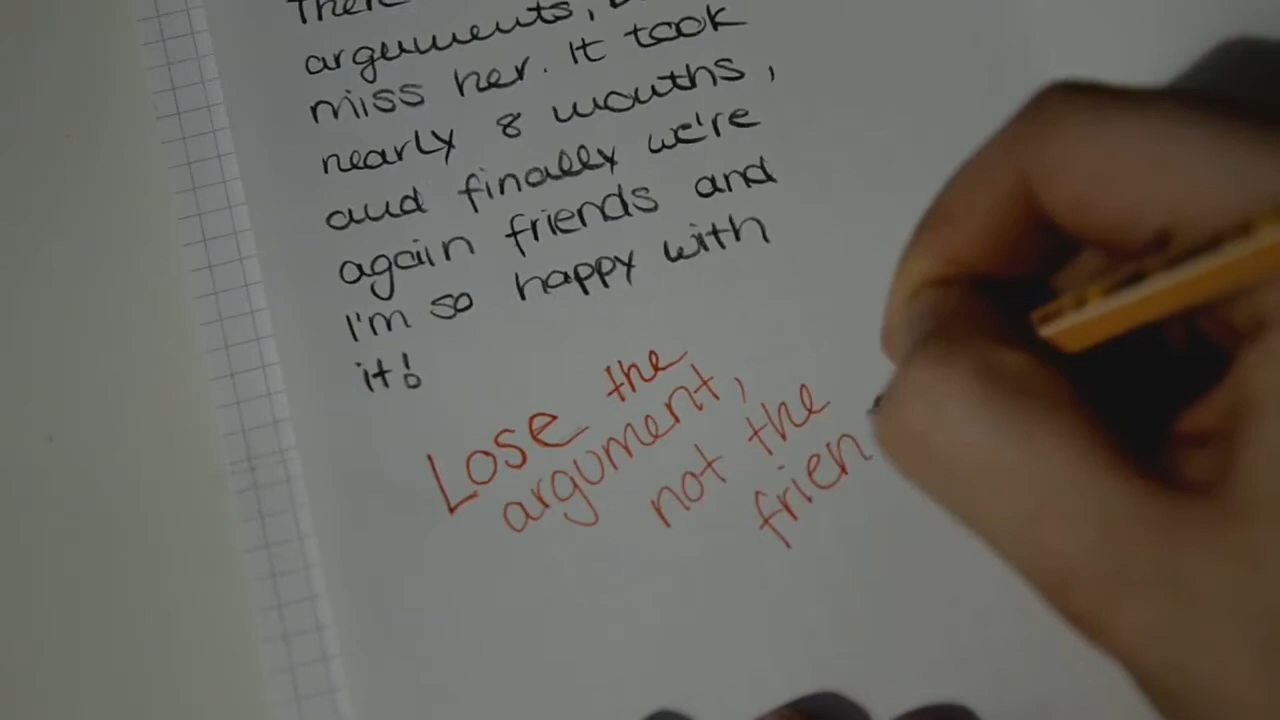 arguments,
miss her. It took
nearly 8 mouths,
and finally we're
again friends and
I'm so happy with
it!
Lose the
argument,
not the
frien